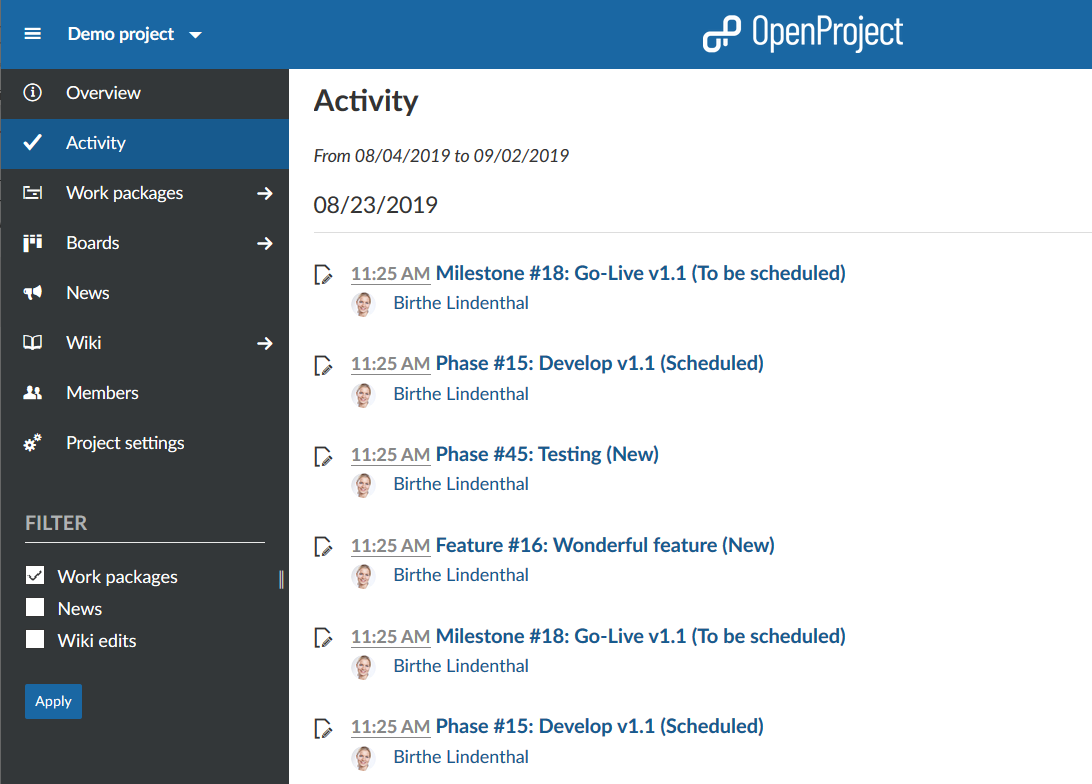 Demo project
OpenProject
Overview
Activity
Work packages
Boards
News
Wiki
Members
Project settings
FILTER
Work packages
News
Wiki edits
Apply
Activity
From 08/04/2019 to 09/02/2019
08/23/2019
11:25 AM Milestone #18: Go-Live v1.1 (To be scheduled)
Birthe Lindenthal
11:25 AM Phase #15: Develop v1.1 (Scheduled)
Birthe Lindenthal
11:25 AM Phase #45: Testing (New)
Birthe Lindenthal
11:25 AM Feature #16: Wonderful feature (New)
Birthe Lindenthal
11:25 AM Milestone #18: Go-Live v1.1 (To be scheduled)
Birthe Lindenthal
11:25 AM Phase #15: Develop v1.1 (Scheduled)
Birthe Lindenthal